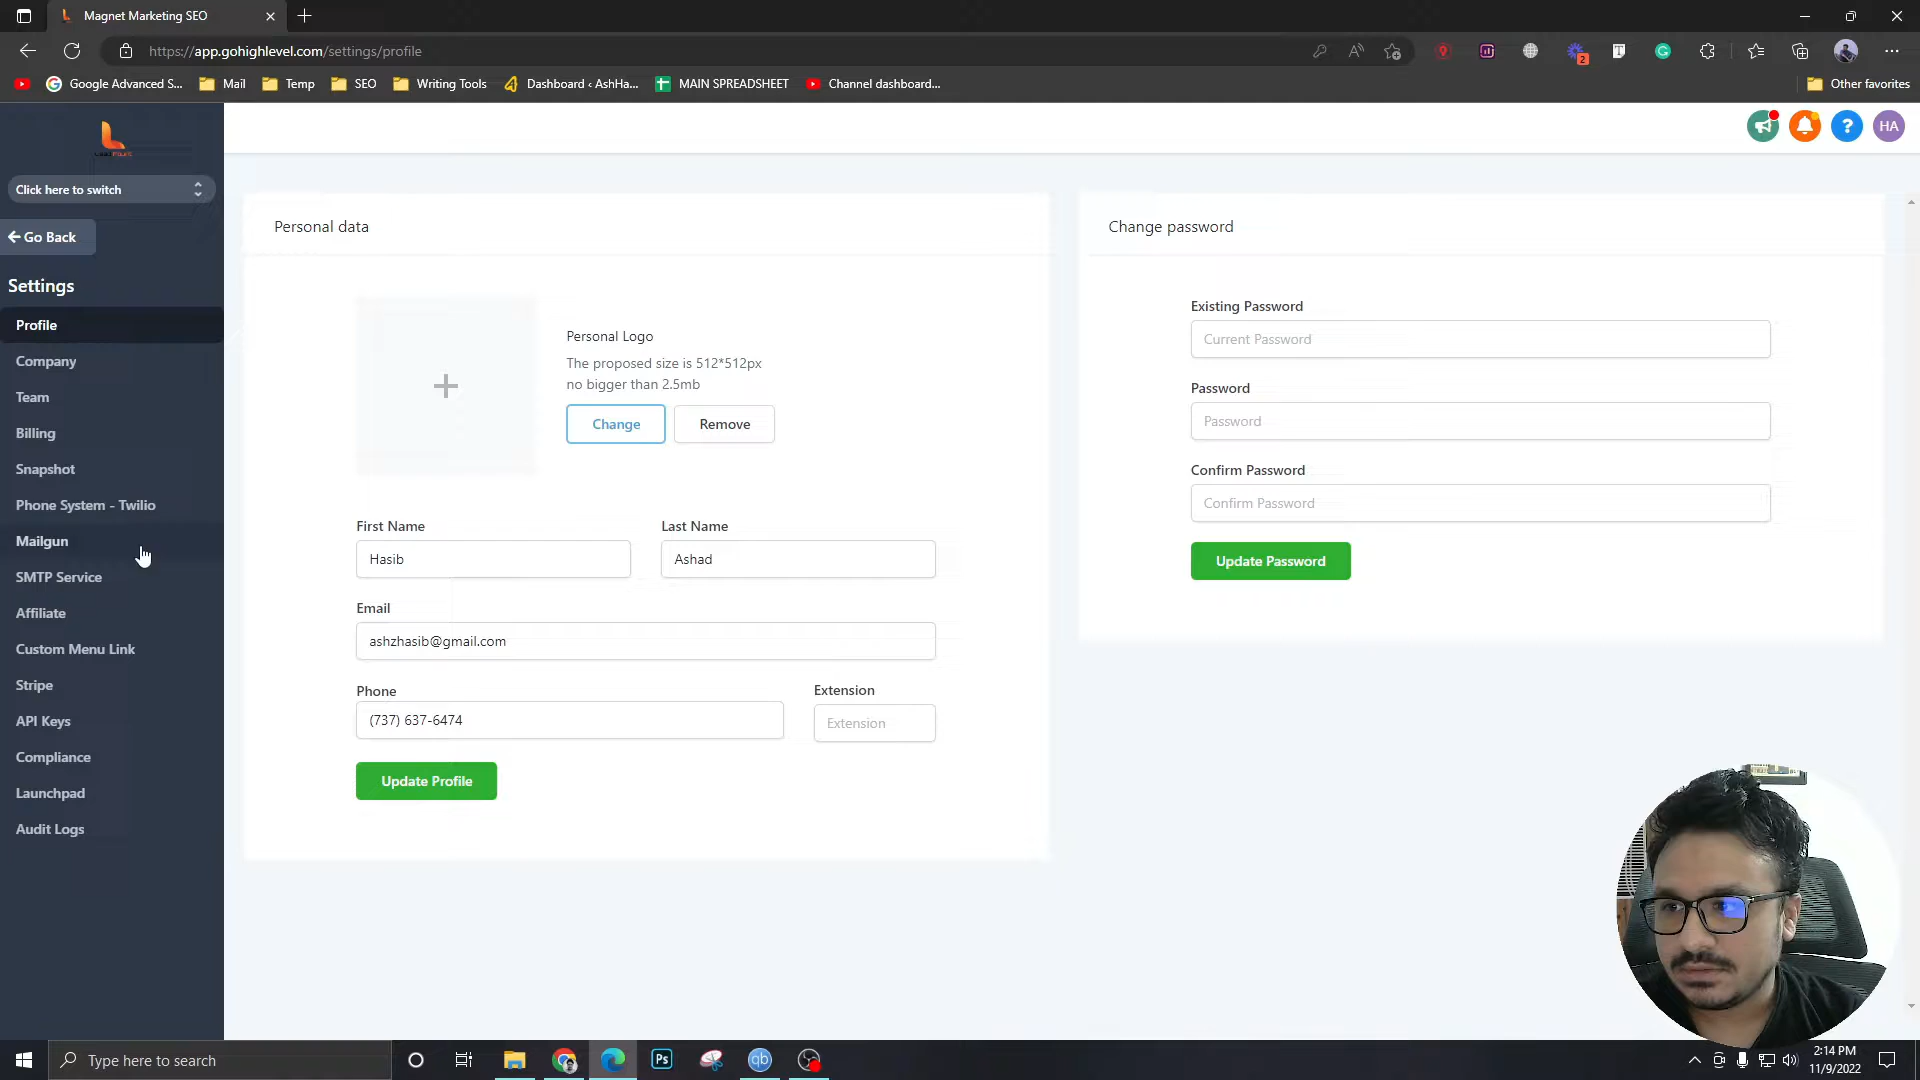 Magnet Marketing SEO
https://app.gohighlevel.com/settings/profile
2
Google Advanced S...
Mail
Temp
SEO
Writing Tools
Dashboard ‹ AshHa...
MAIN SPREADSHEET
Channel dashboard...
Other favorites
HA
Click here to switch
Go Back
Settings
Profile
Company
Team
Billing
Snapshot
Phone System - Twilio
Mailgun
SMTP Service
Affiliate
Custom Menu Link
Stripe
API Keys
Compliance
Launchpad
Audit Logs
Personal data
Personal Logo
The proposed size is 512*512px
no bigger than 2.5mb
Change
Remove
First Name
Last Name
Hasib
Ashad
Email
ashzhasib@gmail.com
Phone
Extension
(737) 637-6474
Extension
Update Profile
Change password
Existing Password
Current Password
Password
Password
Confirm Password
Confirm Password
Update Password
Type here to search
Ps
qb
2:14 PM
11/9/2022